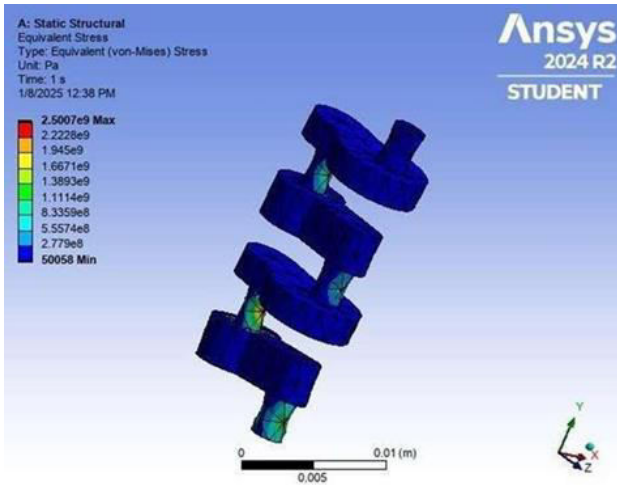 A: Static Structural
Equivalent Stress
Type: Equivalent (von-Mises) Stress
Unit: Pa
Time: 1 s
1/8/2025 12:38 PM
2.5007e9 Max
2.2228e9
1.945e9
1.6671e9
1.3893e9
1.1114e9
8.3359e8
5.5574e8
2.779e8
50058 Min
Ansys
2024 R2
STUDENT
0
0.01 (m)
0.005
Y
X
Z